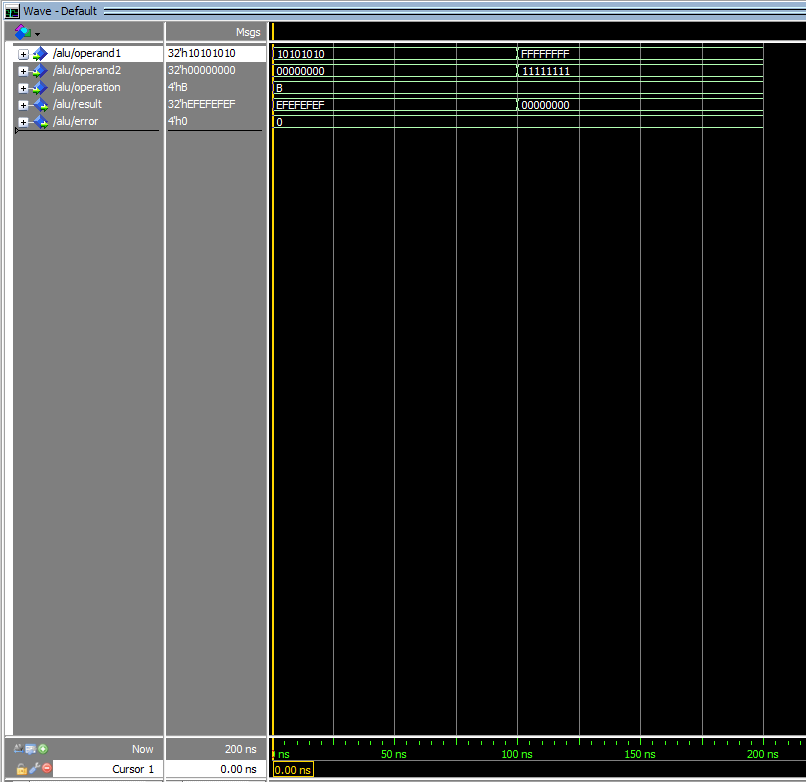 Wave - Default
Msgs
/alu/operand1 32'h10101010 10101010 FFFFFFFF
/alu/operand2 32'h00000000 00000000 11111111
/alu/operation 4'hB B
/alu/result 32'hEFEFEFEF EFEFEFEF 00000000
/alu/error 4'h0 0
Now 200 ns ns 50 ns 100 ns 150 ns 200 ns
Cursor 1 0.00 ns 0.00 ns